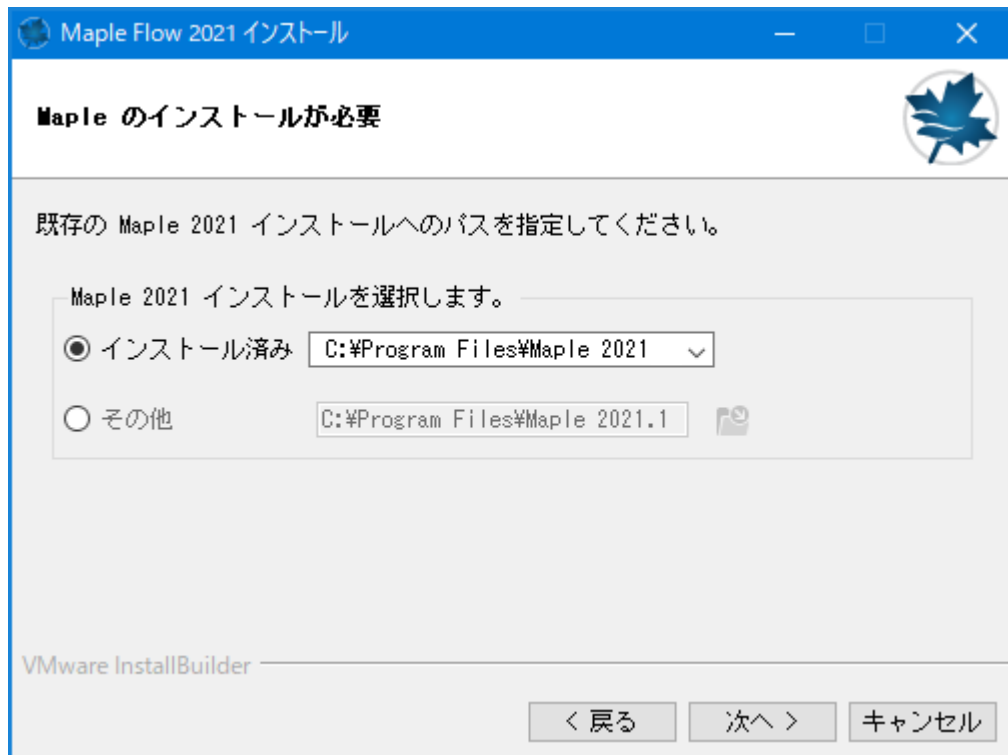 Maple Flow 2021 インストール
Maple のインストールが必要
既存の Maple 2021 インストールへのパスを指定してください。
Maple 2021 インストールを選択します。
インストール済み C:¥Program Files¥Maple 2021
その他 C:¥Program Files¥Maple 2021.1
VMware InstallBuilder
< 戻る 次へ > キャンセル